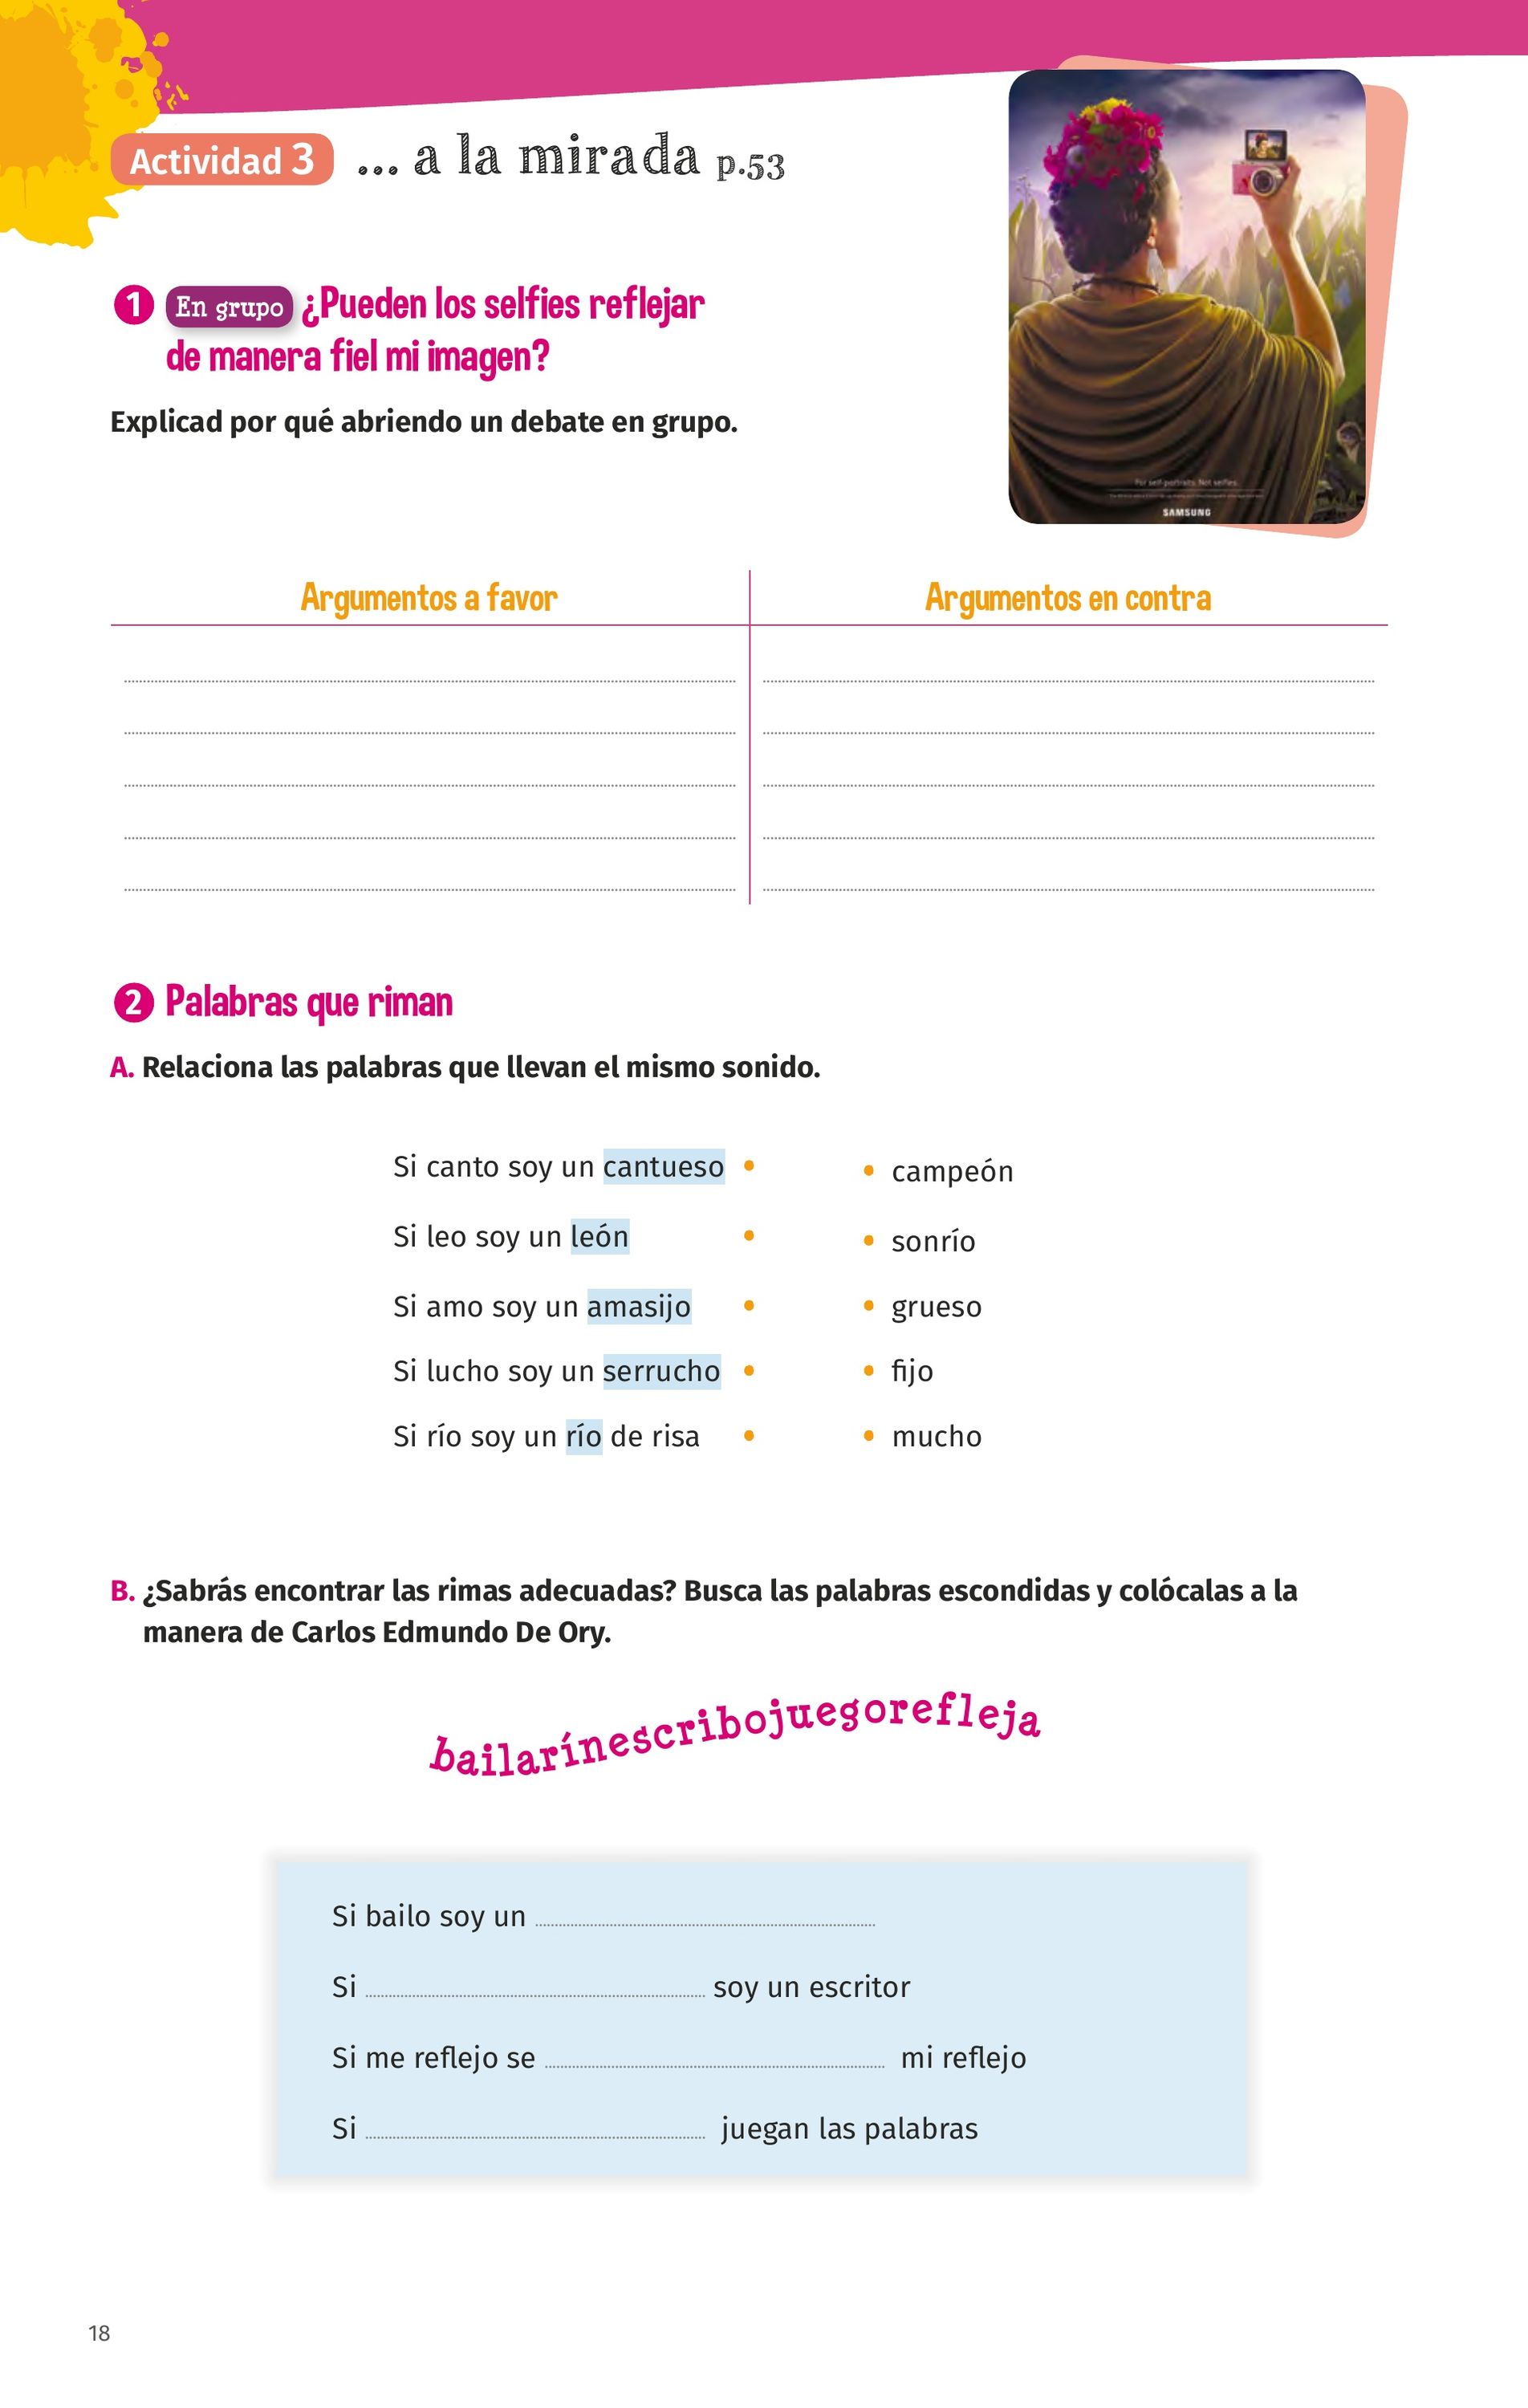 Actividad 3 ... a la mirada p.53
For self-portraits. Not selfies.
SAMSUNG
1 En grupo ¿Pueden los selfies reflejar
de manera fiel mi imagen?
Explicad por qué abriendo un debate en grupo.
Argumentos a favor
Argumentos en contra
2 Palabras que riman
A. Relaciona las palabras que llevan el mismo sonido.
Si canto soy un cantueso • • campeón
Si leo soy un león • • sonrío
Si amo soy un amasijo • • grueso
Si lucho soy un serrucho • • fijo
Si río soy un río de risa • • mucho
B. ¿Sabrás encontrar las rimas adecuadas? Busca las palabras escondidas y colócalas a la
manera de Carlos Edmundo De Ory.
bailarínescribojuegorefleja
Si bailo soy un
Si soy un escritor
Si me reflejo se mi reflejo
Si juegan las palabras
18